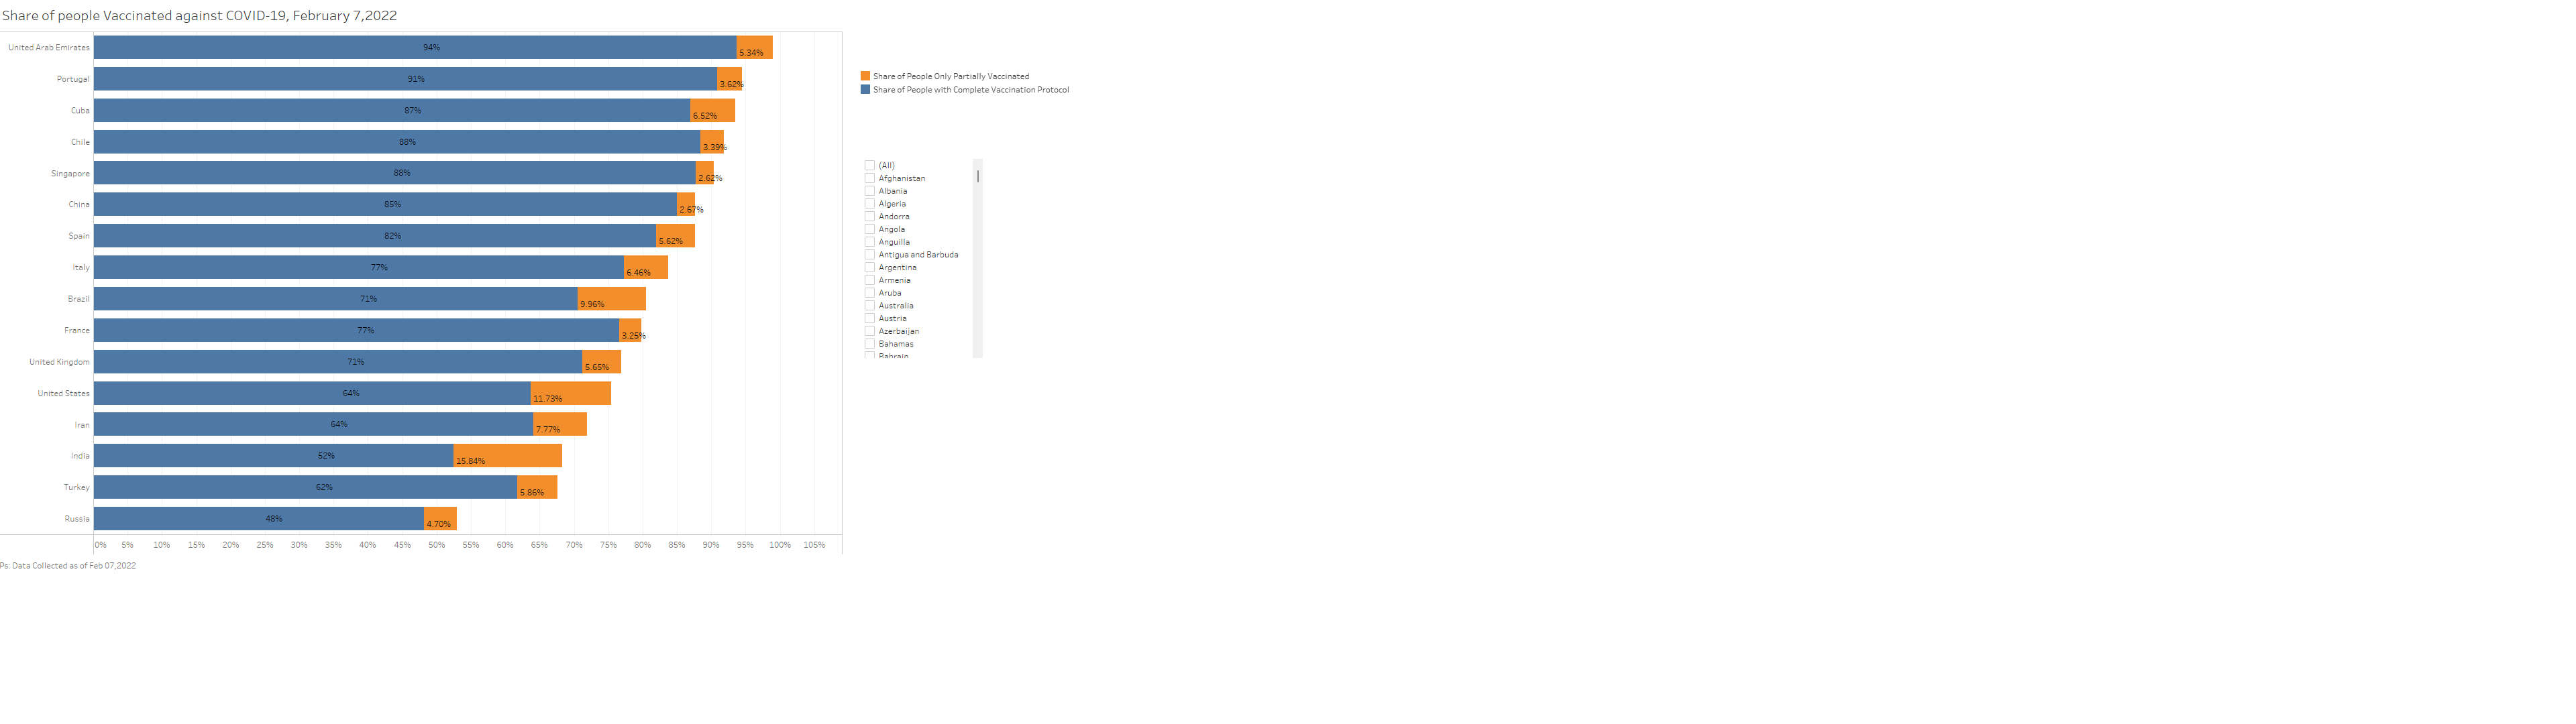 Share of people Vaccinated against COVID-19, February 7,2022
United Arab Emirates 94% 5.34%
Portugal 91% 3.62%
Cuba 87% 6.52%
Chile 88% 3.39%
Singapore 88% 2.62%
China 85% 2.67%
Spain 82% 5.62%
Italy 77% 6.46%
Brazil 71% 9.96%
France 77% 3.25%
United Kingdom 71% 5.65%
United States 64% 11.73%
Iran 64% 7.77%
India 52% 15.84%
Turkey 62% 5.86%
Russia 48% 4.70%
0% 5% 10% 15% 20% 25% 30% 35% 40% 45% 50% 55% 60% 65% 70% 75% 80% 85% 90% 95% 100% 105%
Ps: Data Collected as of Feb 07,2022
Share of People Only Partially Vaccinated
Share of People with Complete Vaccination Protocol
(All)
Afghanistan
Albania
Algeria
Andorra
Angola
Anguilla
Antigua and Barbuda
Argentina
Armenia
Aruba
Australia
Austria
Azerbaijan
Bahamas
Bahrain